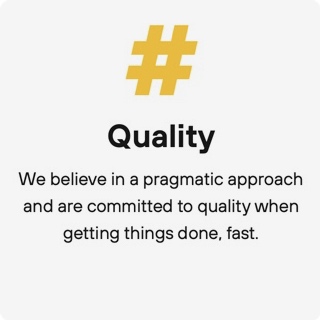 #
Quality
We believe in a pragmatic approach
and are committed to quality when
getting things done, fast.